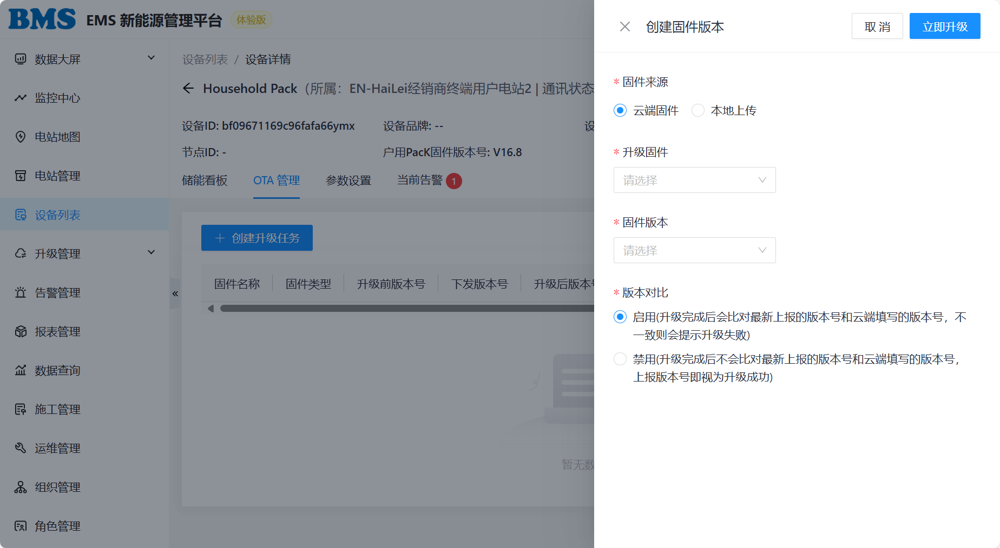 BMS EMS 新能源管理平台 体验版
数据大屏
监控中心
电站地图
电站管理
设备列表
升级管理
告警管理
报表管理
数据查询
施工管理
运维管理
组织管理
角色管理
设备列表 / 设备详情
Household Pack（所属：EN-HaiLei经销商终端用户电站2 | 通讯状态
设备ID: bf09671169c96fafa66ymx 设备品牌: -- 设
节点ID: - 户用PacK固件版本号: V16.8
储能看板 OTA 管理 参数设置 当前告警 1
创建升级任务
固件名称 固件类型 升级前版本号 下发版本号 升级后版本号
暂无数
创建固件版本 取 消 立即升级
* 固件来源
云端固件 本地上传
* 升级固件
请选择
* 固件版本
请选择
* 版本对比
启用(升级完成后会比对最新上报的版本号和云端填写的版本号，不
一致则会提示升级失败)
禁用(升级完成后不会比对最新上报的版本号和云端填写的版本号，
上报版本号即视为升级成功)